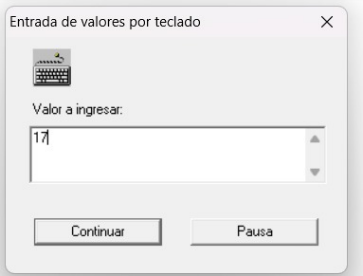 Entrada de valores por teclado
Valor a ingresar:
17
Continuar
Pausa